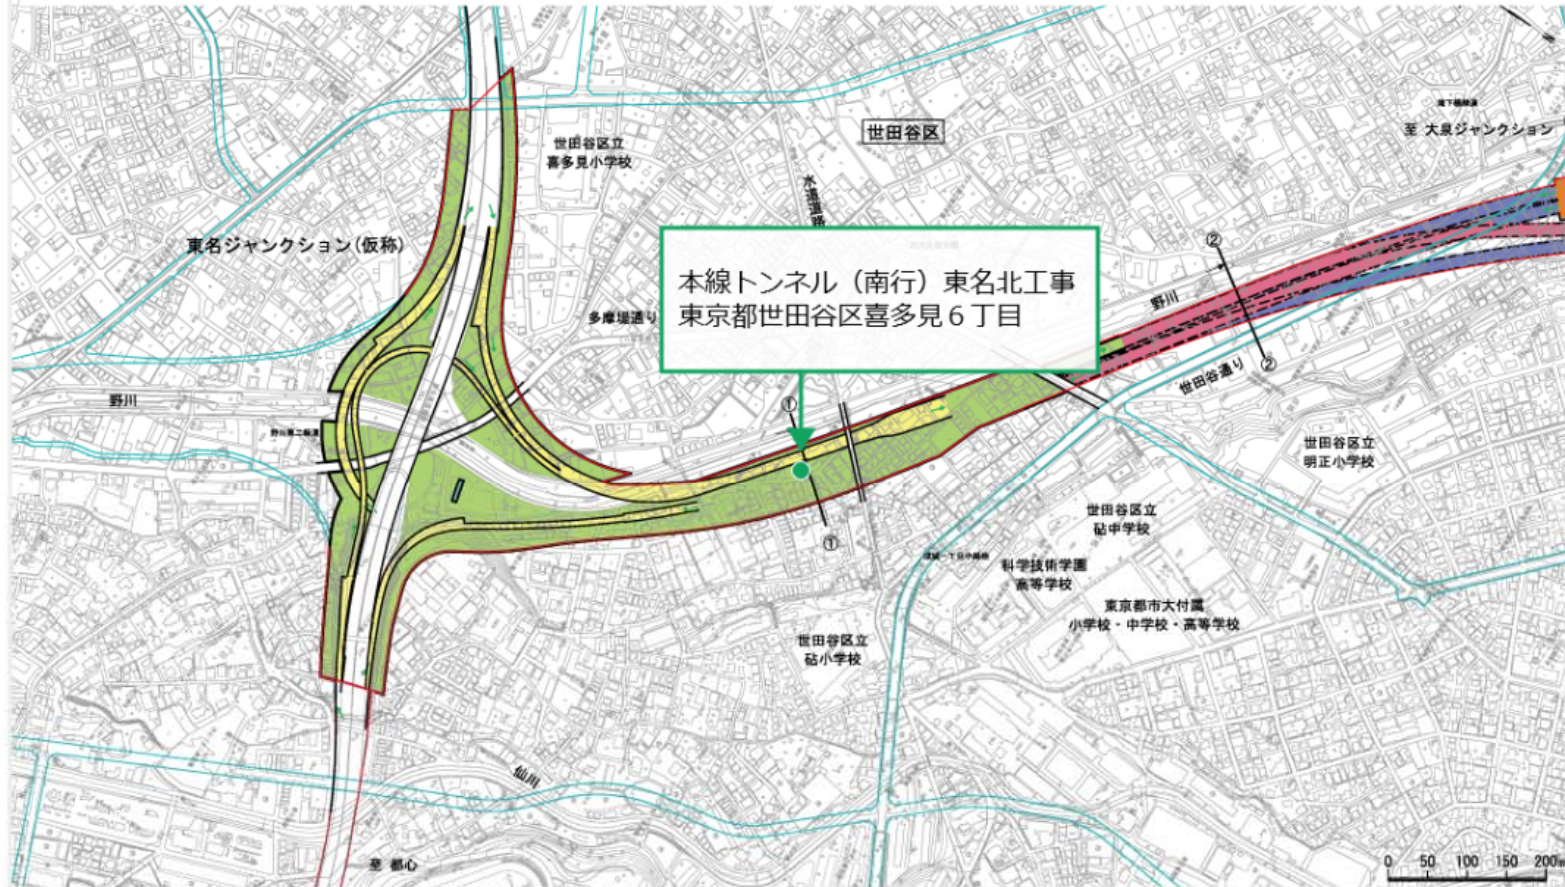 世田谷区
至 大泉ジャンクション
世田谷区立
喜多見小学校
水道道路
東名ジャンクション(仮称)
本線トンネル（南行）東名北工事
東京都世田谷区喜多見６丁目
②
野川
多摩堤通り
世田谷通り
②
野川
①
世田谷区立
明正小学校
世田谷区立
砧中学校
①
科学技術学園
高等学校
東京都市大付属
小学校・中学校・高等学校
世田谷区立
砧小学校
仙川
至 都心
0 50 100 150 200m